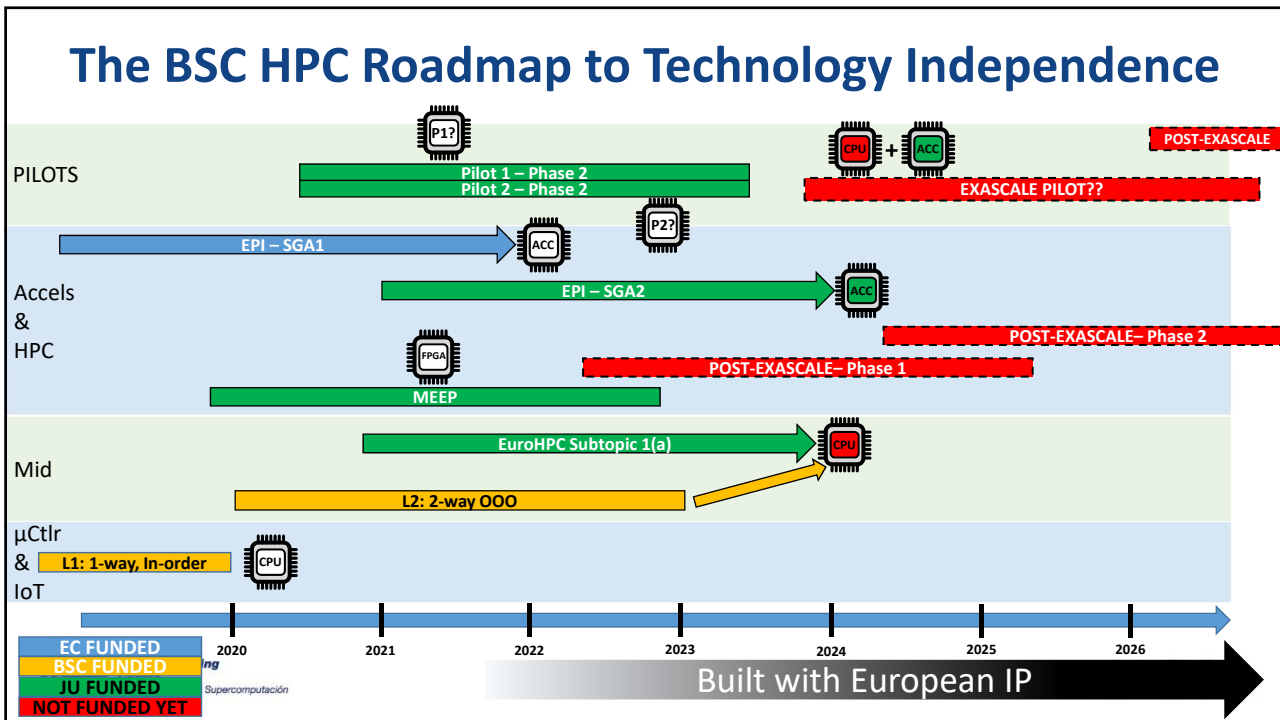 The BSC HPC Roadmap to Technology Independence
PILOTS
P1?
Pilot 1 – Phase 2
Pilot 2 – Phase 2
CPU
+
ACC
POST-EXASCALE
EXASCALE PILOT??
Accels
&
HPC
EPI – SGA1
ACC
P2?
EPI – SGA2
ACC
POST-EXASCALE– Phase 2
FPGA
POST-EXASCALE– Phase 1
MEEP
Mid
EuroHPC Subtopic 1(a)
CPU
L2: 2-way OOO
µCtlr
&
IoT
L1: 1-way, In-order
CPU
2020
2021
2022
2023
2024
2025
2026
EC FUNDED
BSC FUNDED
JU FUNDED
NOT FUNDED YET
ing
Supercomputación
Built with European IP